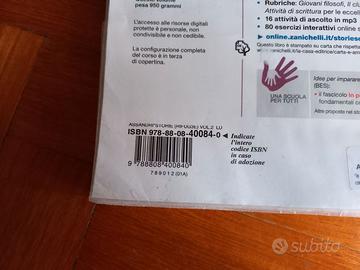 pesa 950 grammi
L'accesso alle risorse digitali
protette è personale, non
condivisibile e non cedibile.
La configurazione completa
del corso è in terza
di copertina.
Rubriche: Giovani filosofi, Il
Attività di scrittura per le eccell
16 attività di ascolto in mp3
80 esercizi interattivi online su
online.zanichelli.it/storiese
Questo libro è stampato su carta che rispetta
UNA SCUOLA
PER TUTTI
Idee per imparare
(BES):
il fascicolo
fondamentali
ISBN 978-88-08-40084-0
Indicate
l'intero
codice ISBN
in caso
di adozione
9 788808 400840
789012 (01A)
subito